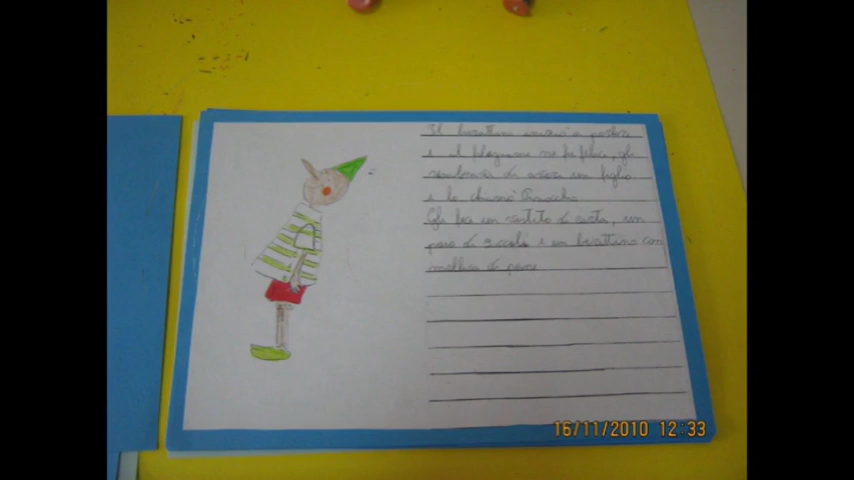 Il burattino iniziò a parlare
e il falegname ne fu felice, gli
sembrava di avere un figlio
e lo chiamò Pinocchio
Gli fece un vestito di carta, un
paio di e un berrettino con
mollica di pane
16/11/2010 12:33